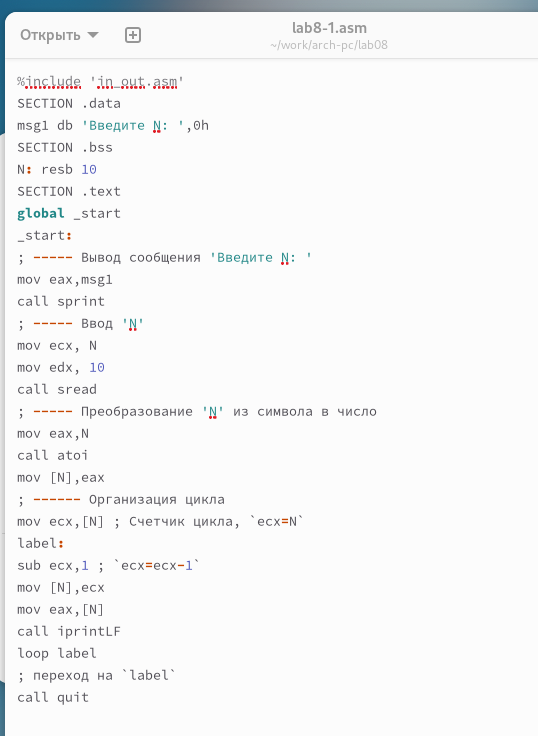 Открыть
lab8-1.asm
~/work/arch-pc/lab08
%include 'in_out.asm'
SECTION .data
msg1 db 'Введите N: ',0h
SECTION .bss
N: resb 10
SECTION .text
global _start
_start:
; ----- Вывод сообщения 'Введите N: '
mov eax,msg1
call sprint
; ----- Ввод 'N'
mov ecx, N
mov edx, 10
call sread
; ----- Преобразование 'N' из символа в число
mov eax,N
call atoi
mov [N],eax
; ------ Организация цикла
mov ecx,[N] ; Счетчик цикла, `ecx=N`
label:
sub ecx,1 ; `ecx=ecx-1`
mov [N],ecx
mov eax,[N]
call iprintLF
loop label
; переход на `label`
call quit